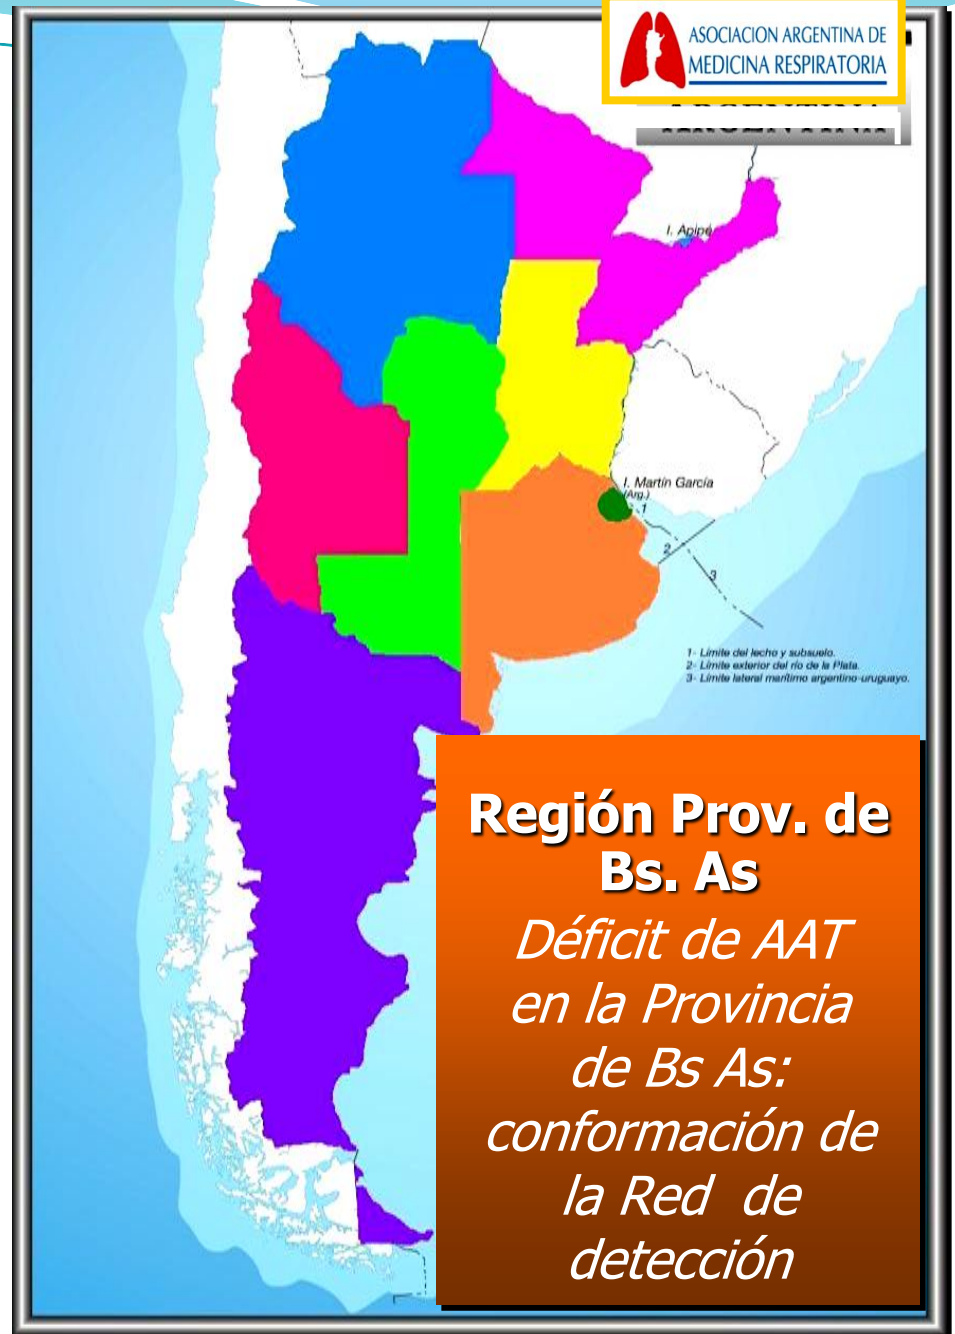 ASOCIACION ARGENTINA DE
MEDICINA RESPIRATORIA
ARGENTINA
I. Apipé
I. Martín García
(Arg.)
1
2
3
1- Límite del lecho y subsuelo.
2- Límite exterior del río de la Plata.
3- Límite lateral marítimo argentino-uruguayo.
Región Prov. de
Bs. As
Déficit de AAT
en la Provincia
de Bs As:
conformación de
la Red de
detección